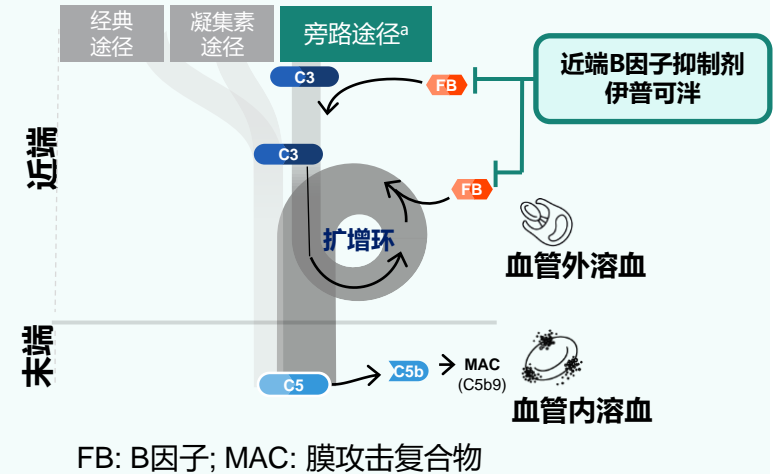 经典
途径
凝集素
途径
旁路途径a
C3
FB
近端B因子抑制剂
伊普可泮
近端
C3
FB
扩增环
血管外溶血
末端
C5
C5b
MAC
(C5b9)
血管内溶血
FB: B因子; MAC: 膜攻击复合物